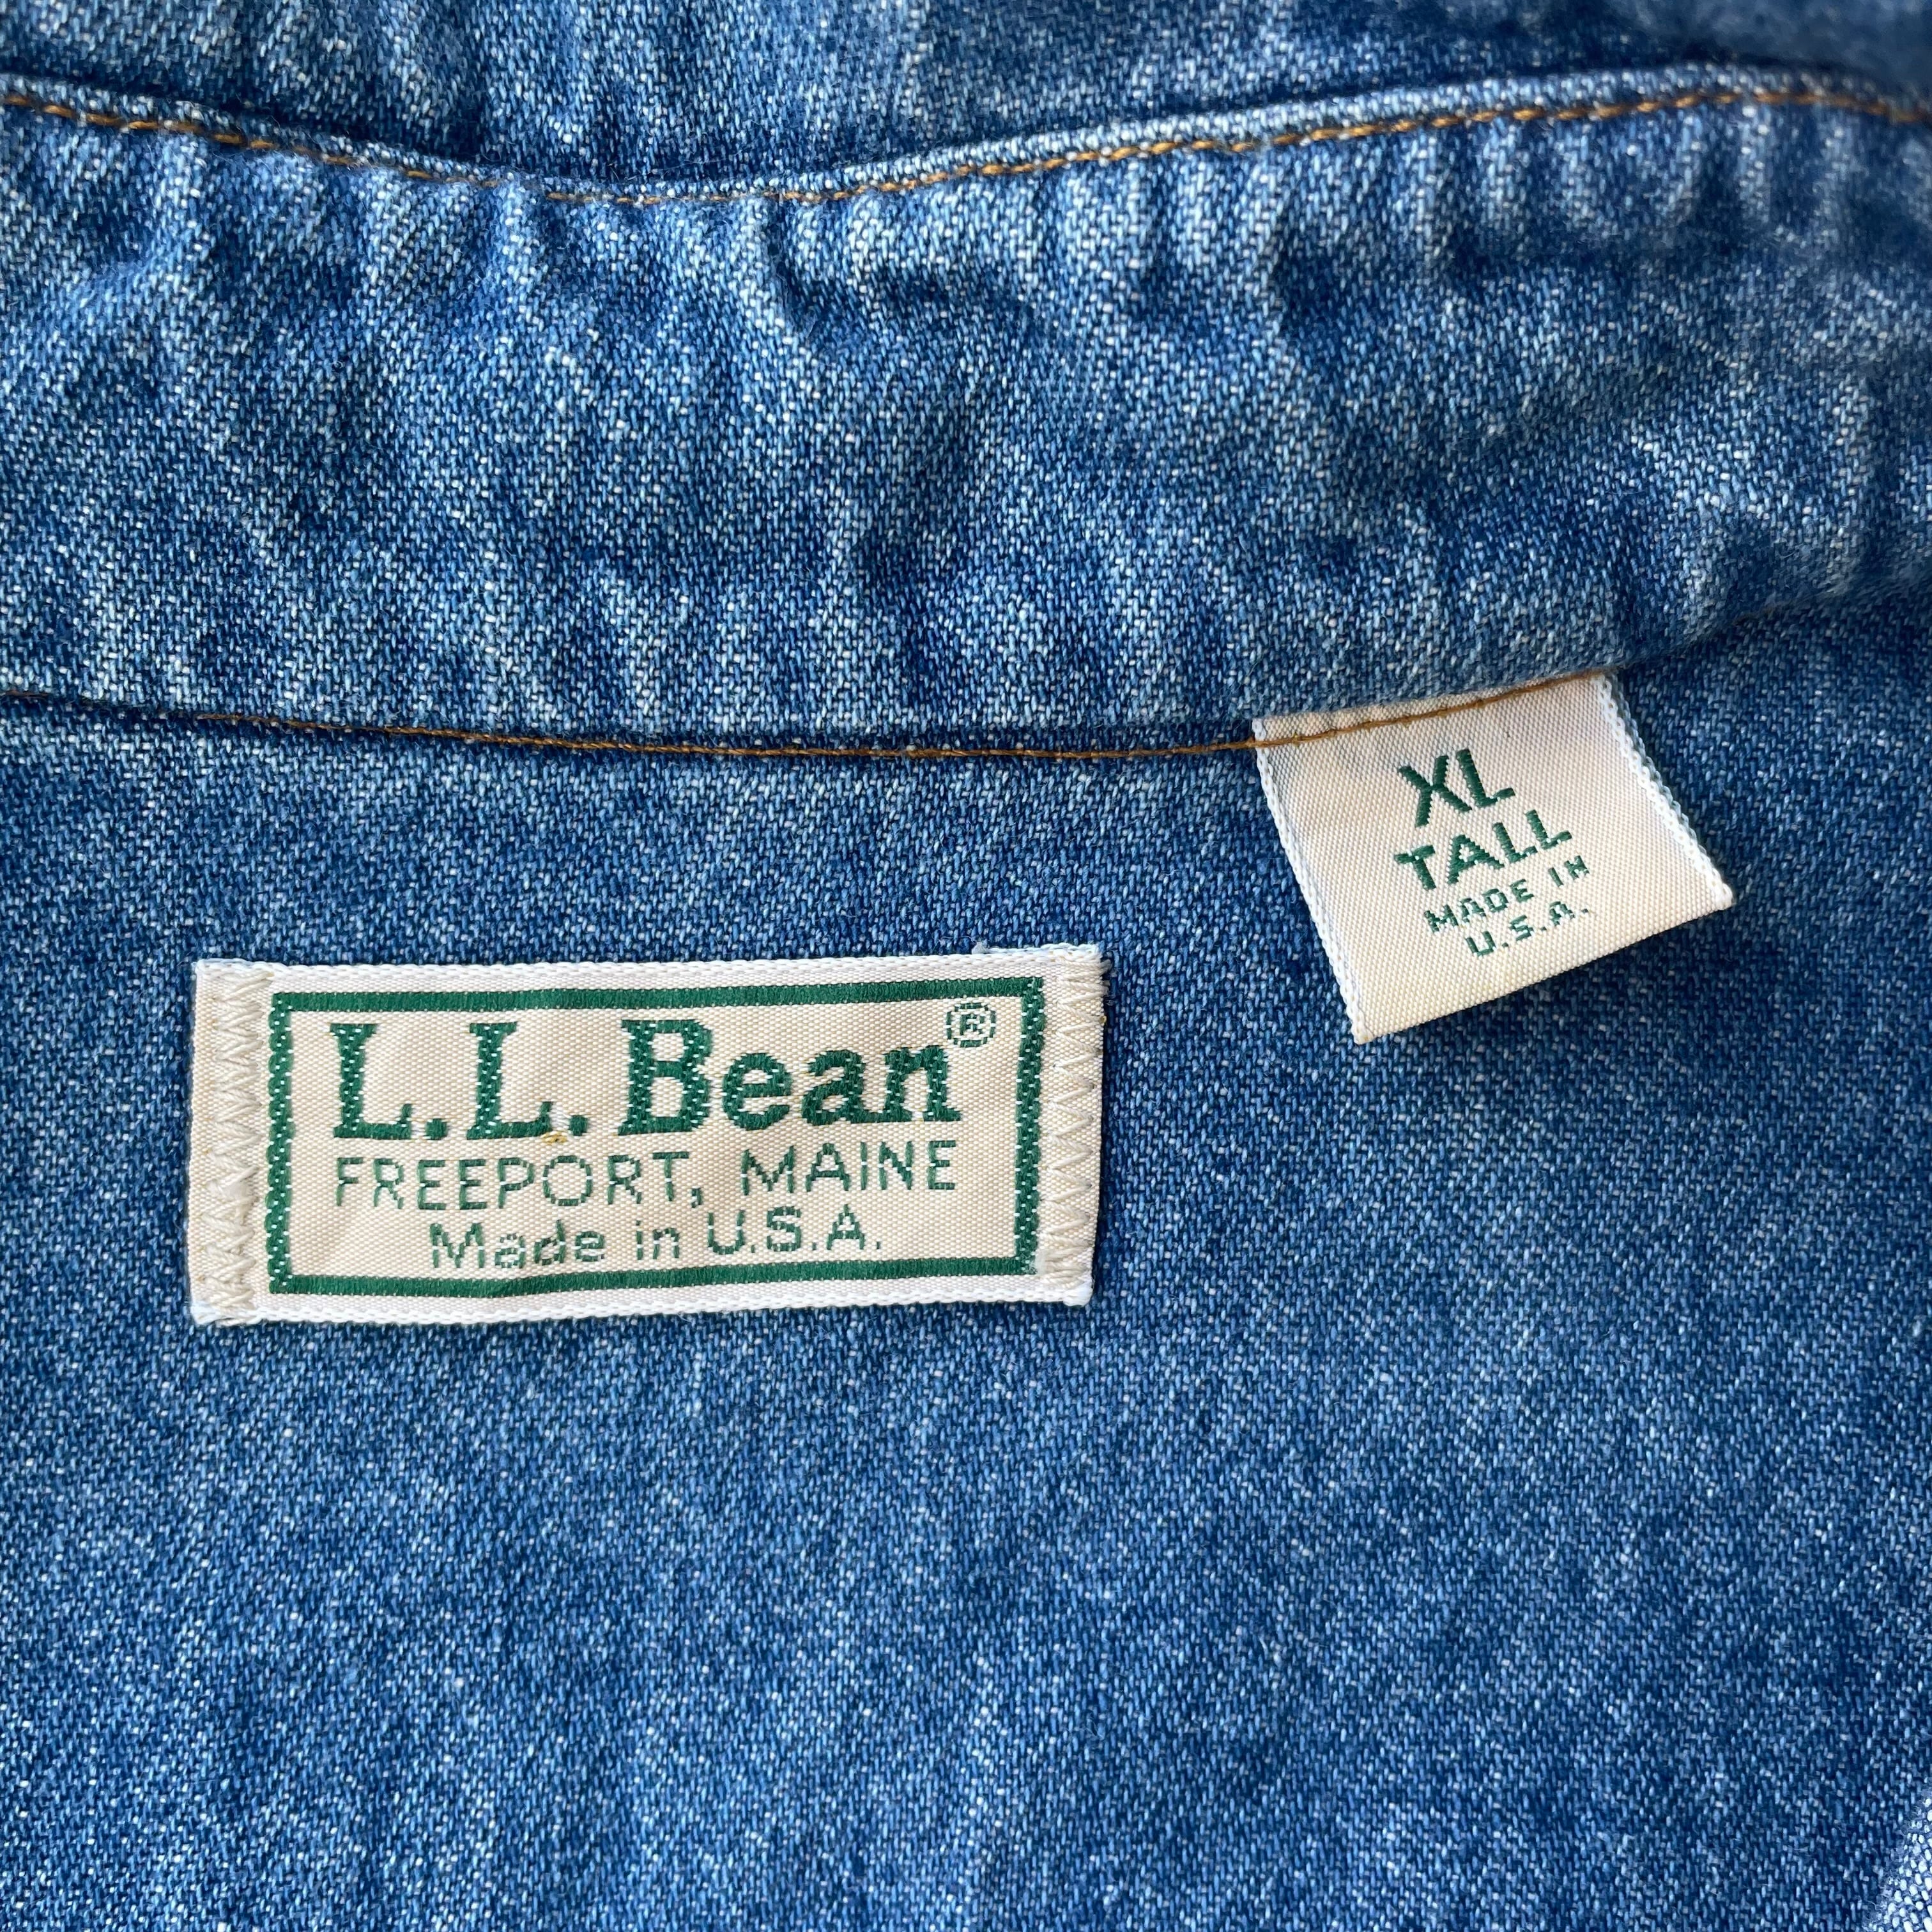 XL
TALL
MADE IN
U.S.A.
L.L.Bean®
FREEPORT, MAINE
Made in U.S.A.